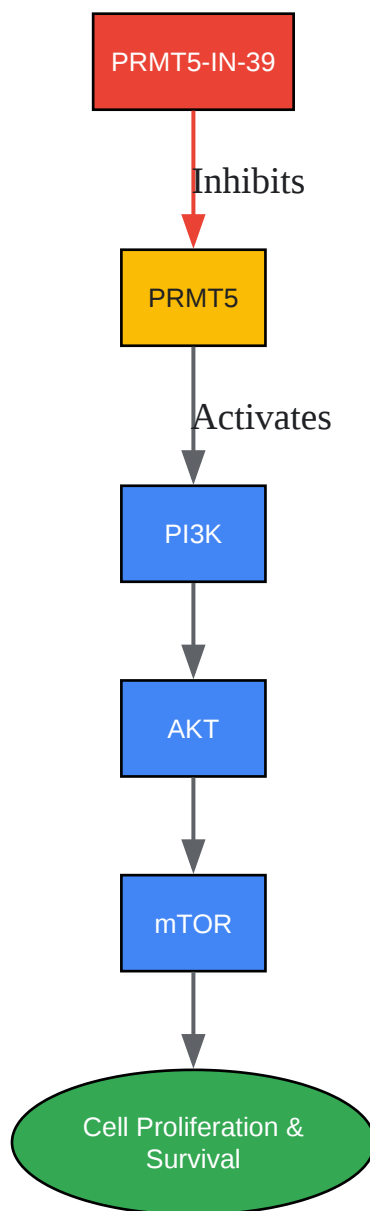 PRMT5-IN-39
Inhibits
PRMT5
Activates
PI3K
AKT
mTOR
Cell Proliferation &
Survival